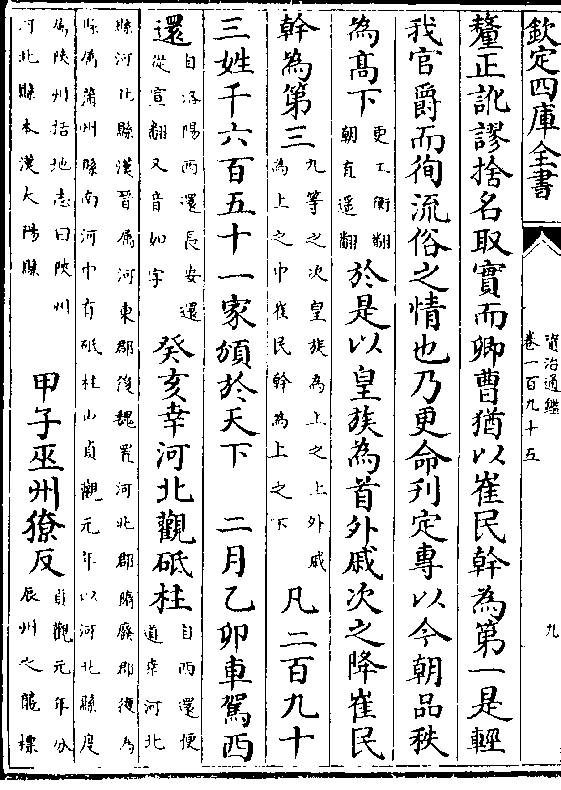 欽定四庫全書
資治通鑑
卷一百九十五
九
釐正訛謬捨名取實而卿曹猶以崔民幹為第一是輕
我官爵而徇流俗之情也乃更命刊定專以今朝品秩
為髙下更工衡翻朝直遥翻於是以皇族為首外戚次之降崔民
幹為第三九等之次皇族為上之上外戚為上之中崔民幹為上之下凡二百九十
三姓千六百五十一家頒於天下 二月乙卯車駕西
還自洛陽西還長安還從宣翻又音如字癸亥幸河北觀砥柱自西還便道幸河北
縣河北縣漢晉屬河東郡後魏置河北郡隋廢郡復為
縣屬蒲州縣南河中有砥柱山貞觀元年以河北縣度
屬陜州括地志曰陜州河北縣本漢大陽縣 甲子巫州獠反貞觀元年分辰州之龍標